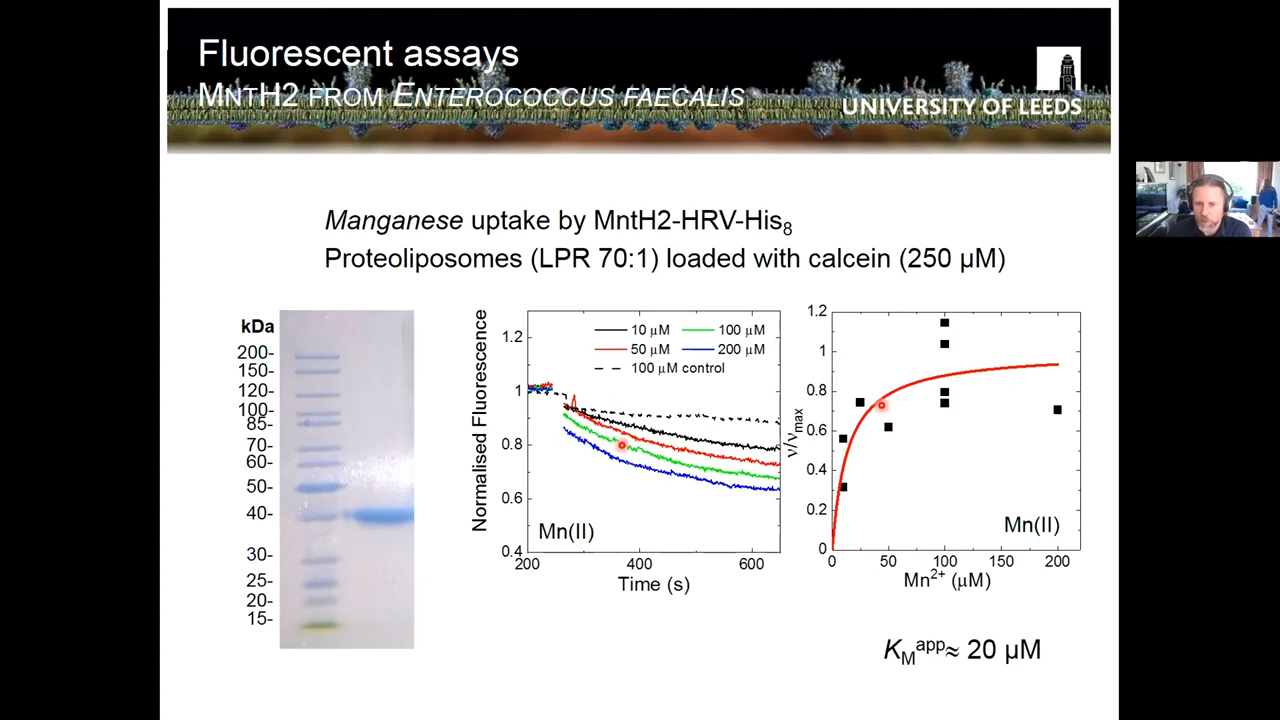 Fluorescent assays
MNTH2 FROM ENTEROCOCCUS FAECALIS
UNIVERSITY OF LEEDS
Manganese uptake by MntH2-HRV-His8
Proteoliposomes (LPR 70:1) loaded with calcein (250 μM)
kDa
200-
150-
120-
100-
85-
70-
60-
50-
40-
30-
25-
20-
15-
Normalised Fluorescence
1.2
1
0.8
0.6
0.4
10 μM
100 μM
50 μM
200 μM
100 μM control
Mn(II)
200
400
600
Time (s)
ν/νmax
1.2
1
0.8
0.6
0.4
0.2
0
Mn(II)
0
50
100
150
200
Mn2+ (μM)
KMapp≈ 20 μM